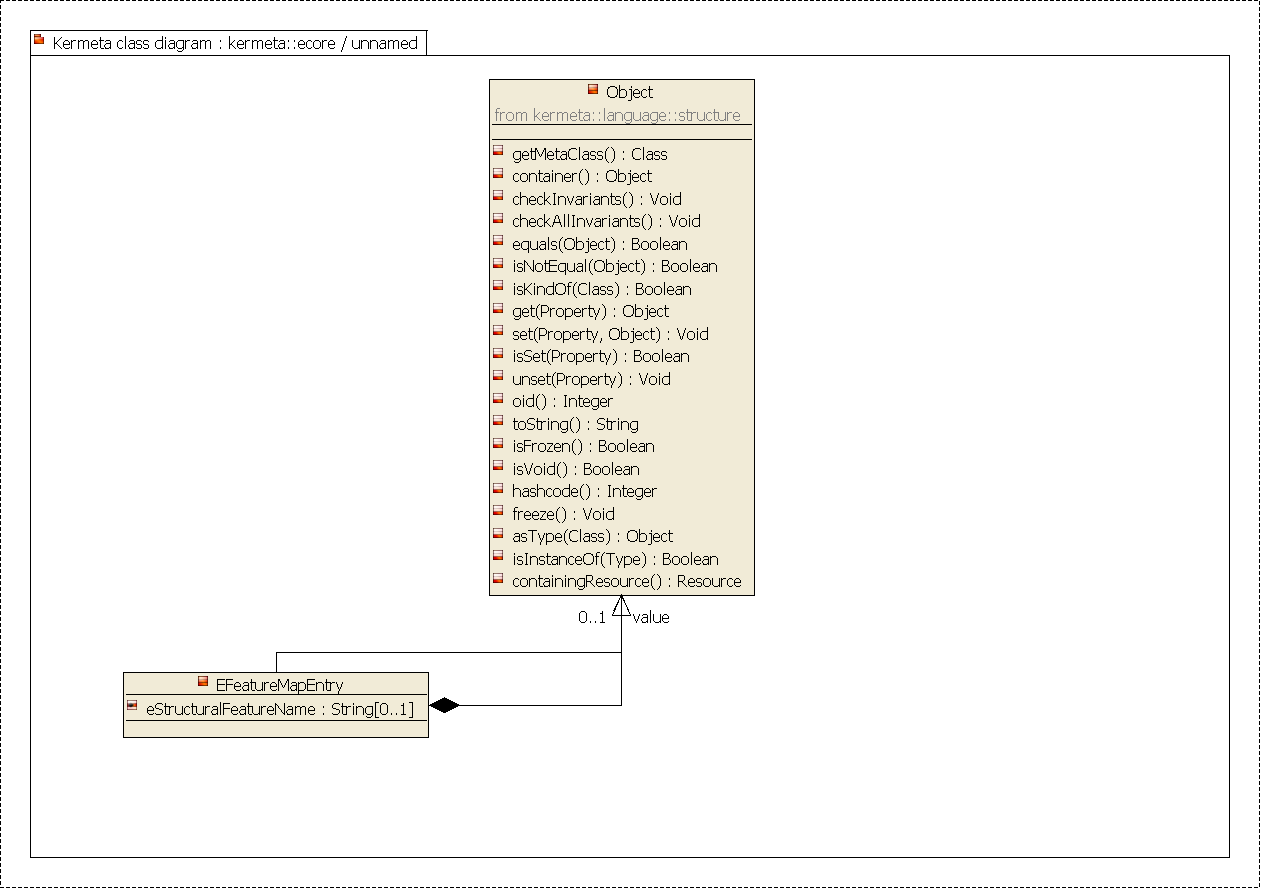 Kermeta class diagram : kermeta::ecore / unnamed
Object
from kermeta::language::structure
getMetaClass() : Class
container() : Object
checkInvariants() : Void
checkAllInvariants() : Void
equals(Object) : Boolean
isNotEqual(Object) : Boolean
isKindOf(Class) : Boolean
get(Property) : Object
set(Property, Object) : Void
isSet(Property) : Boolean
unset(Property) : Void
oid() : Integer
toString() : String
isFrozen() : Boolean
isVoid() : Boolean
hashcode() : Integer
freeze() : Void
asType(Class) : Object
isInstanceOf(Type) : Boolean
containingResource() : Resource
0..1 value
EFeatureMapEntry
eStructuralFeatureName : String[0..1]